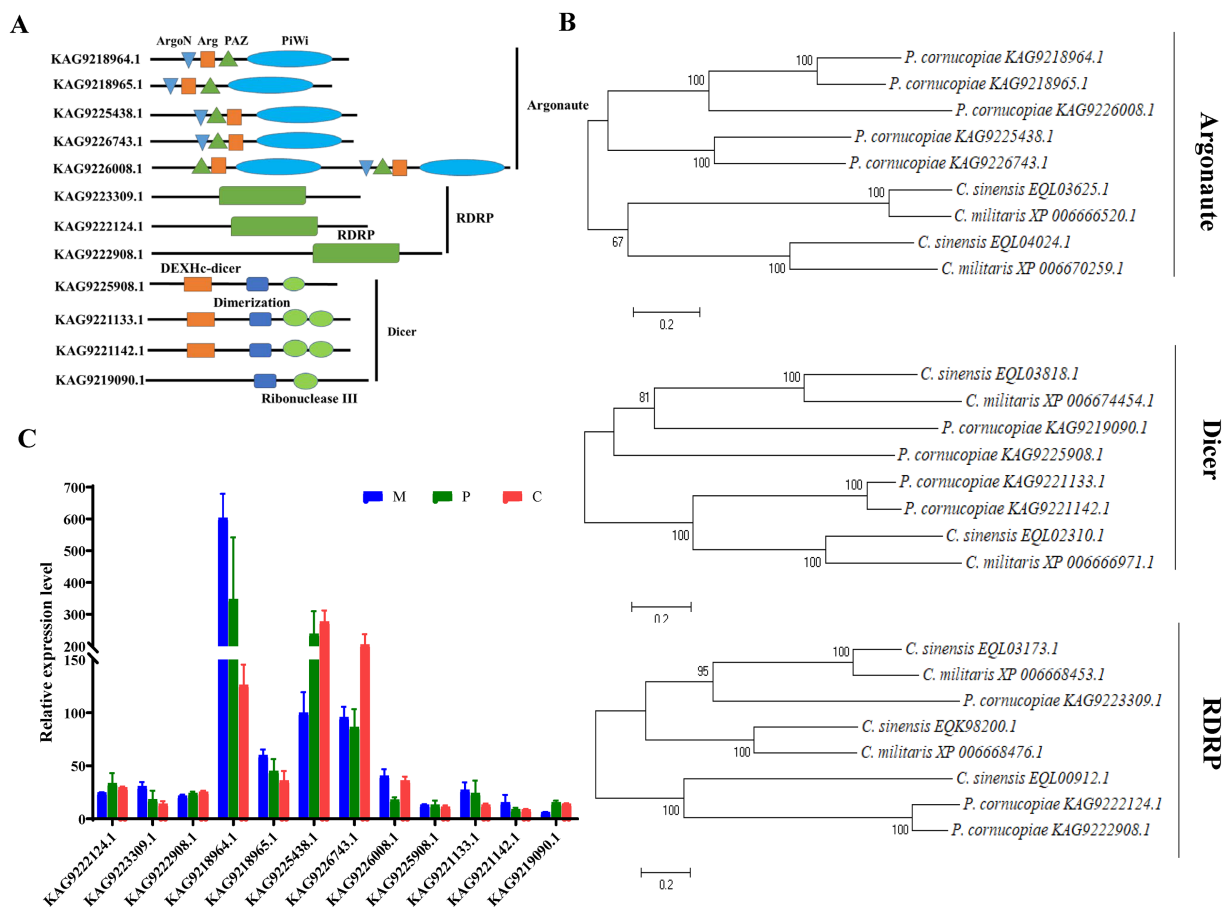 A
ArgoN Arg PAZ PiWi
KAG9218964.1
KAG9218965.1
KAG9225438.1
KAG9226743.1
KAG9226008.1
Argonaute
KAG9223309.1
KAG9222124.1
RDRP
KAG9222908.1
RDRP
DEXHc-dicer
KAG9225908.1
Dimerization
KAG9221133.1
KAG9221142.1
KAG9219090.1
Ribonuclease III
Dicer
B
P. cornucopiae KAG9218964.1
P. cornucopiae KAG9218965.1
P. cornucopiae KAG9226008.1
P. cornucopiae KAG9225438.1
P. cornucopiae KAG9226743.1
C. sinensis EQL03625.1
C. militaris XP 006666520.1
C. sinensis EQL04024.1
C. militaris XP 006670259.1
100
100
100
100
67
100
0.2
Argonaute
C. sinensis EQL03818.1
C. militaris XP 006674454.1
P. cornucopiae KAG9219090.1
P. cornucopiae KAG9225908.1
P. cornucopiae KAG9221133.1
P. cornucopiae KAG9221142.1
C. sinensis EQL02310.1
C. militaris XP 006666971.1
100
81
100
100
100
0.2
Dicer
C. sinensis EQL03173.1
C. militaris XP 006668453.1
P. cornucopiae KAG9223309.1
C. sinensis EQK98200.1
C. militaris XP 006668476.1
C. sinensis EQL00912.1
P. cornucopiae KAG9222124.1
P. cornucopiae KAG9222908.1
100
95
100
100
100
0.2
RDRP
C
Relative expression level
700
600
500
400
300
200
150
100
50
0
M P C
KAG9222124.1
KAG9223309.1
KAG9222908.1
KAG9218964.1
KAG9218965.1
KAG9225438.1
KAG9226743.1
KAG9226008.1
KAG9225908.1
KAG9221133.1
KAG9221142.1
KAG9219090.1